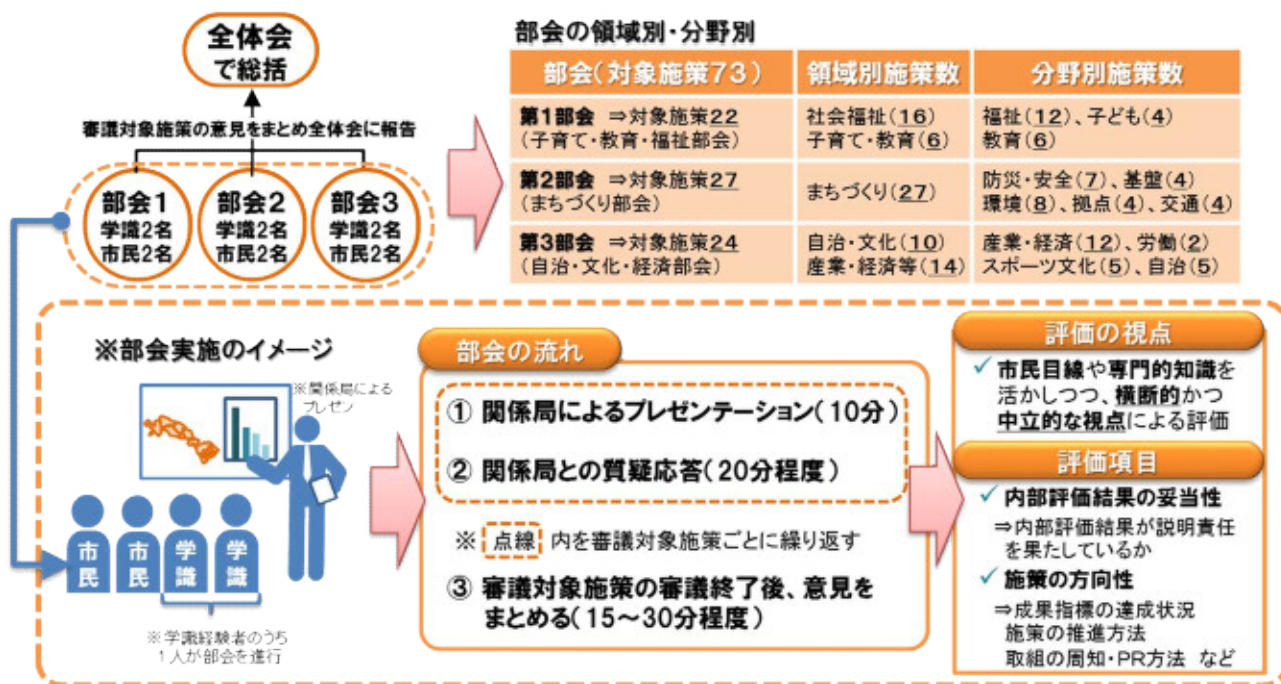 全体会
で総括
審議対象施策の意見をまとめ全体会に報告
部会1
学識2名
市民2名
部会2
学識2名
市民2名
部会3
学識2名
市民2名
部会の領域別・分野別
部会(対象施策73)
領域別施策数
分野別施策数
第1部会 ⇒対象施策22
(子育て・教育・福祉部会)
社会福祉(16)
子育て・教育(6)
福祉(12)、子ども(4)
教育(6)
第2部会 ⇒対象施策27
(まちづくり部会)
まちづくり(27)
防災・安全(7)、基盤(4)
環境(8)、拠点(4)、交通(4)
第3部会 ⇒対象施策24
(自治・文化・経済部会)
自治・文化(10)
産業・経済等(14)
産業・経済(12)、労働(2)
スポーツ文化(5)、自治(5)
※部会実施のイメージ
※関係局による
プレゼン
市民
市民
学識
学識
※学識経験者のうち
1人が部会を進行
部会の流れ
① 関係局によるプレゼンテーション(10分)
② 関係局との質疑応答(20分程度)
※ 点線 内を審議対象施策ごとに繰り返す
③ 審議対象施策の審議終了後、意見を
まとめる(15~30分程度)
評価の視点
✓ 市民目線や専門的知識を
活かしつつ、横断的かつ
中立的な視点による評価
評価項目
✓ 内部評価結果の妥当性
⇒内部評価結果が説明責任
を果たしているか
✓ 施策の方向性
⇒成果指標の達成状況
施策の推進方法
取組の周知・PR方法 など